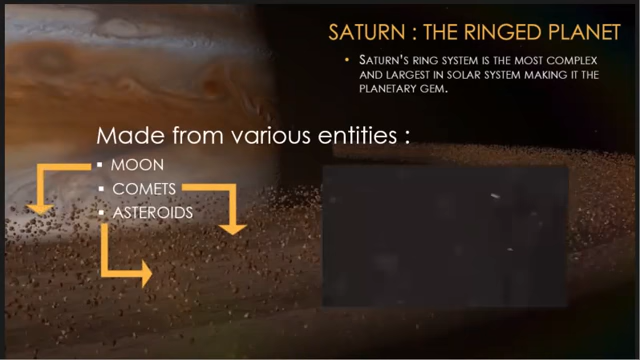 SATURN : THE RINGED PLANET
• SATURN'S RING SYSTEM IS THE MOST COMPLEX
AND LARGEST IN SOLAR SYSTEM MAKING IT THE
PLANETARY GEM.
Made from various entities :
▪ MOON
▪ COMETS
▪ ASTEROIDS